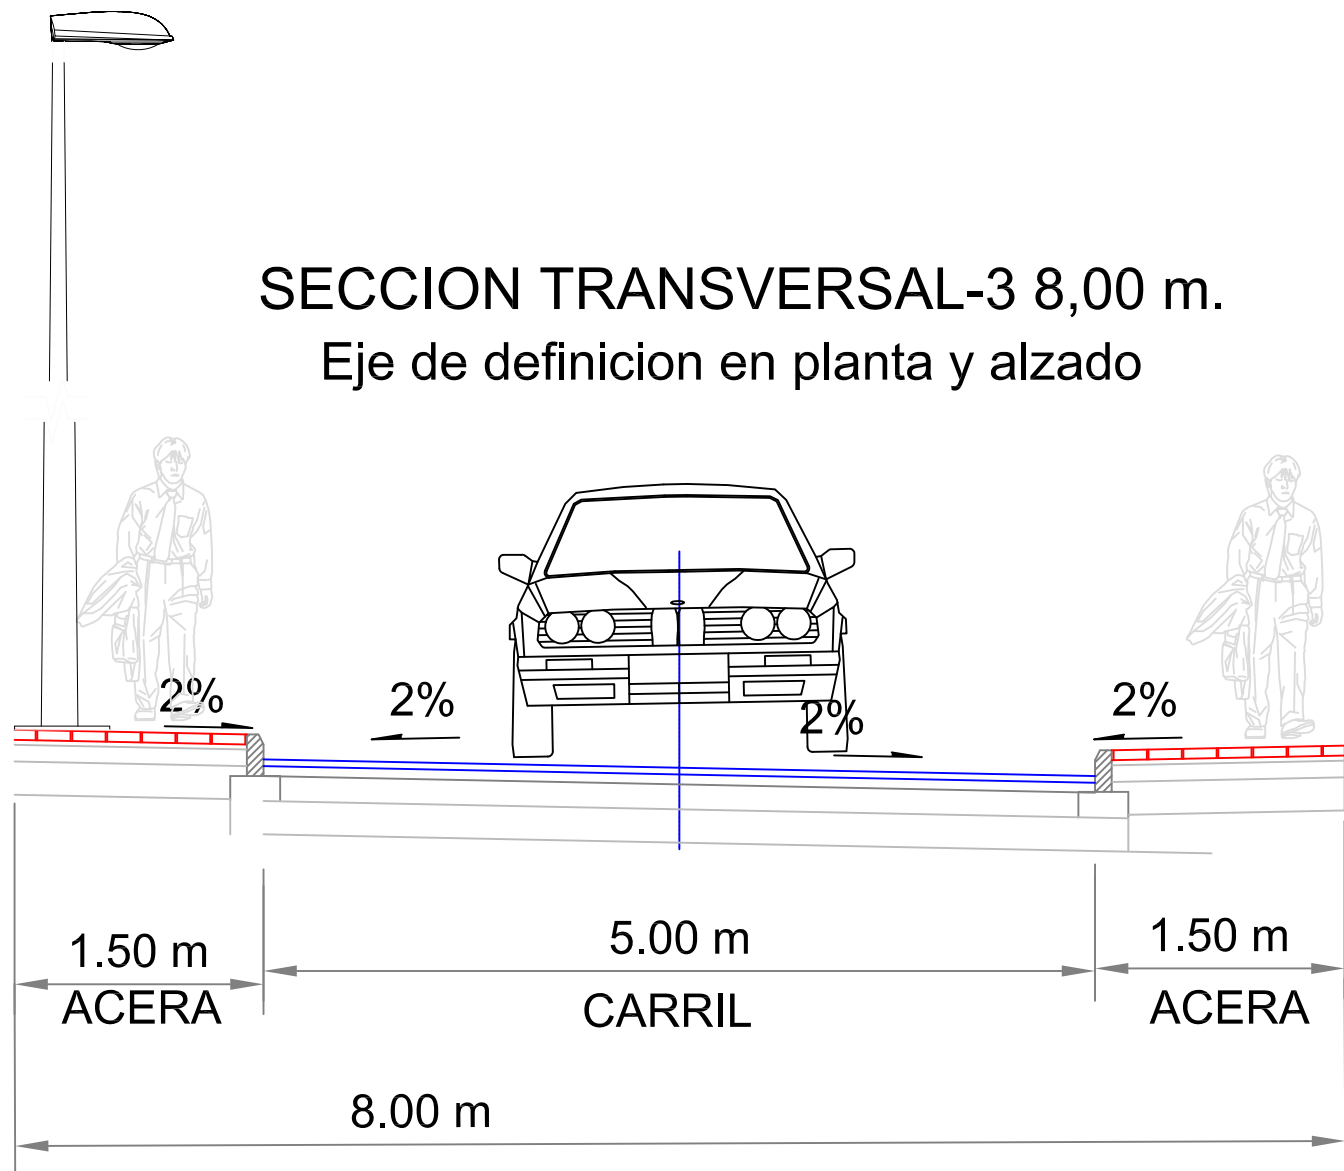 SECCION TRANSVERSAL-3 8,00 m.
Eje de definicion en planta y alzado
2%
2%
2%
2%
1.50 m
ACERA
5.00 m
CARRIL
1.50 m
ACERA
8.00 m